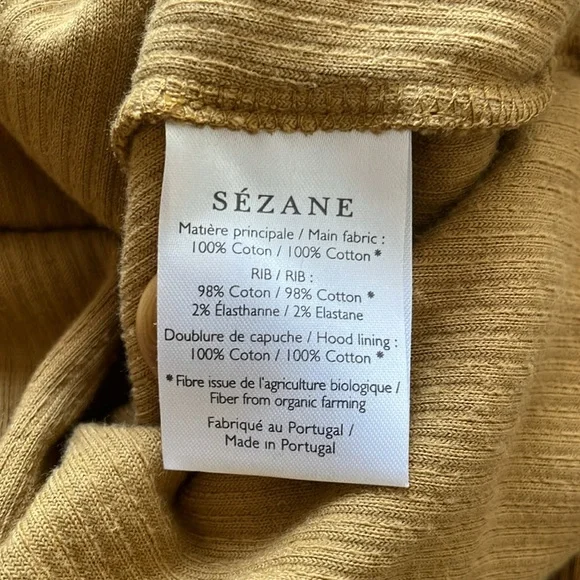 SÉZANE
Matière principale / Main fabric :
100% Coton / 100% Cotton *
RIB / RIB :
98% Coton / 98% Cotton *
2% Élasthanne / 2% Elastane
Doublure de capuche / Hood lining :
100% Coton / 100% Cotton *
* Fibre issue de l'agriculture biologique /
Fiber from organic farming
Fabriqué au Portugal /
Made in Portugal